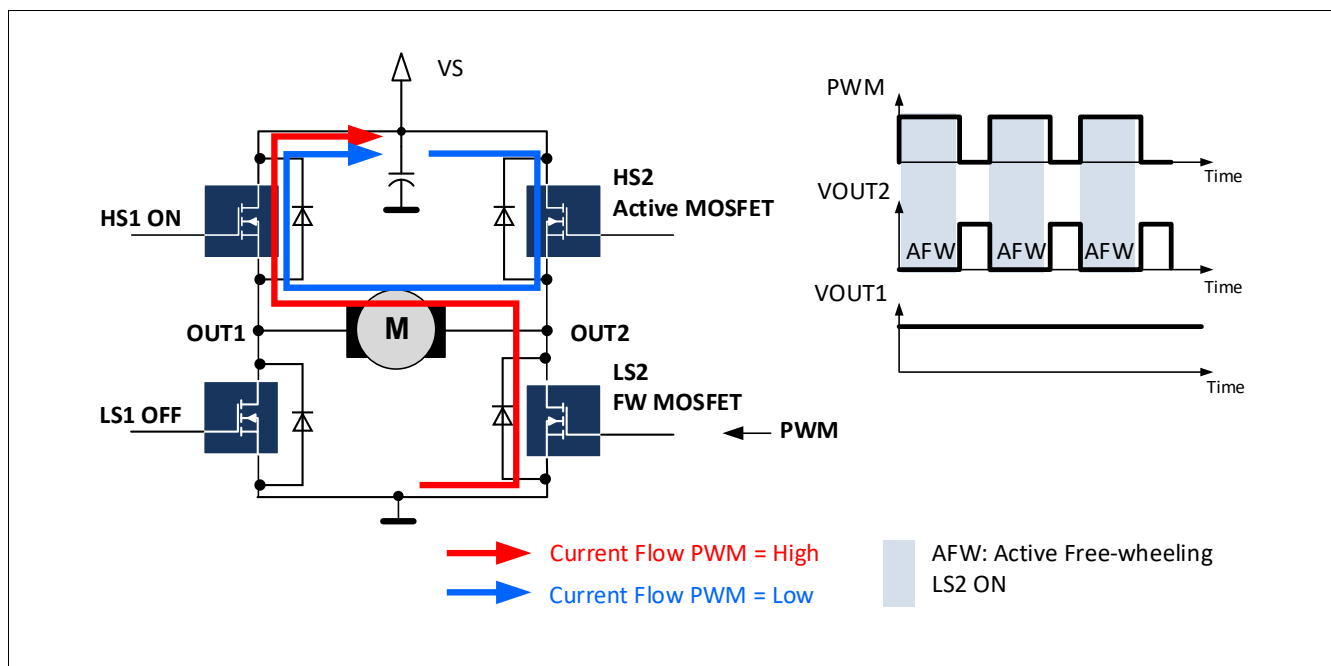 VS
HS1 ON
HS2
Active MOSFET
OUT1
M
OUT2
LS1 OFF
LS2
FW MOSFET
PWM
PWM
Time
VOUT2
AFW
AFW
AFW
Time
VOUT1
Time
Current Flow PWM = High
Current Flow PWM = Low
AFW: Active Free-wheeling
LS2 ON